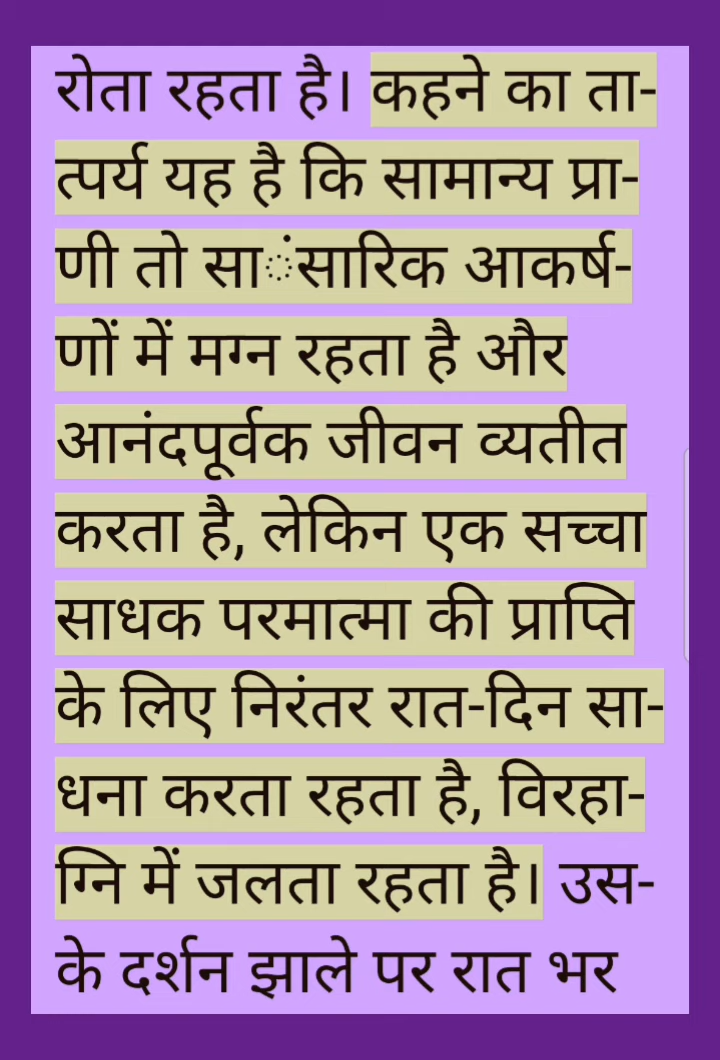 रोता रहता है। कहने का ता-
त्पर्य यह है कि सामान्य प्रा-
णी तो सा◌ंसारिक आकर्ष-
णों में मग्न रहता है और
आनंदपूर्वक जीवन व्यतीत
करता है, लेकिन एक सच्चा
साधक परमात्मा की प्राप्ति
के लिए निरंतर रात-दिन सा-
धना करता रहता है, विरहा-
ग्नि में जलता रहता है। उस-
के दर्शन झाले पर रात भर